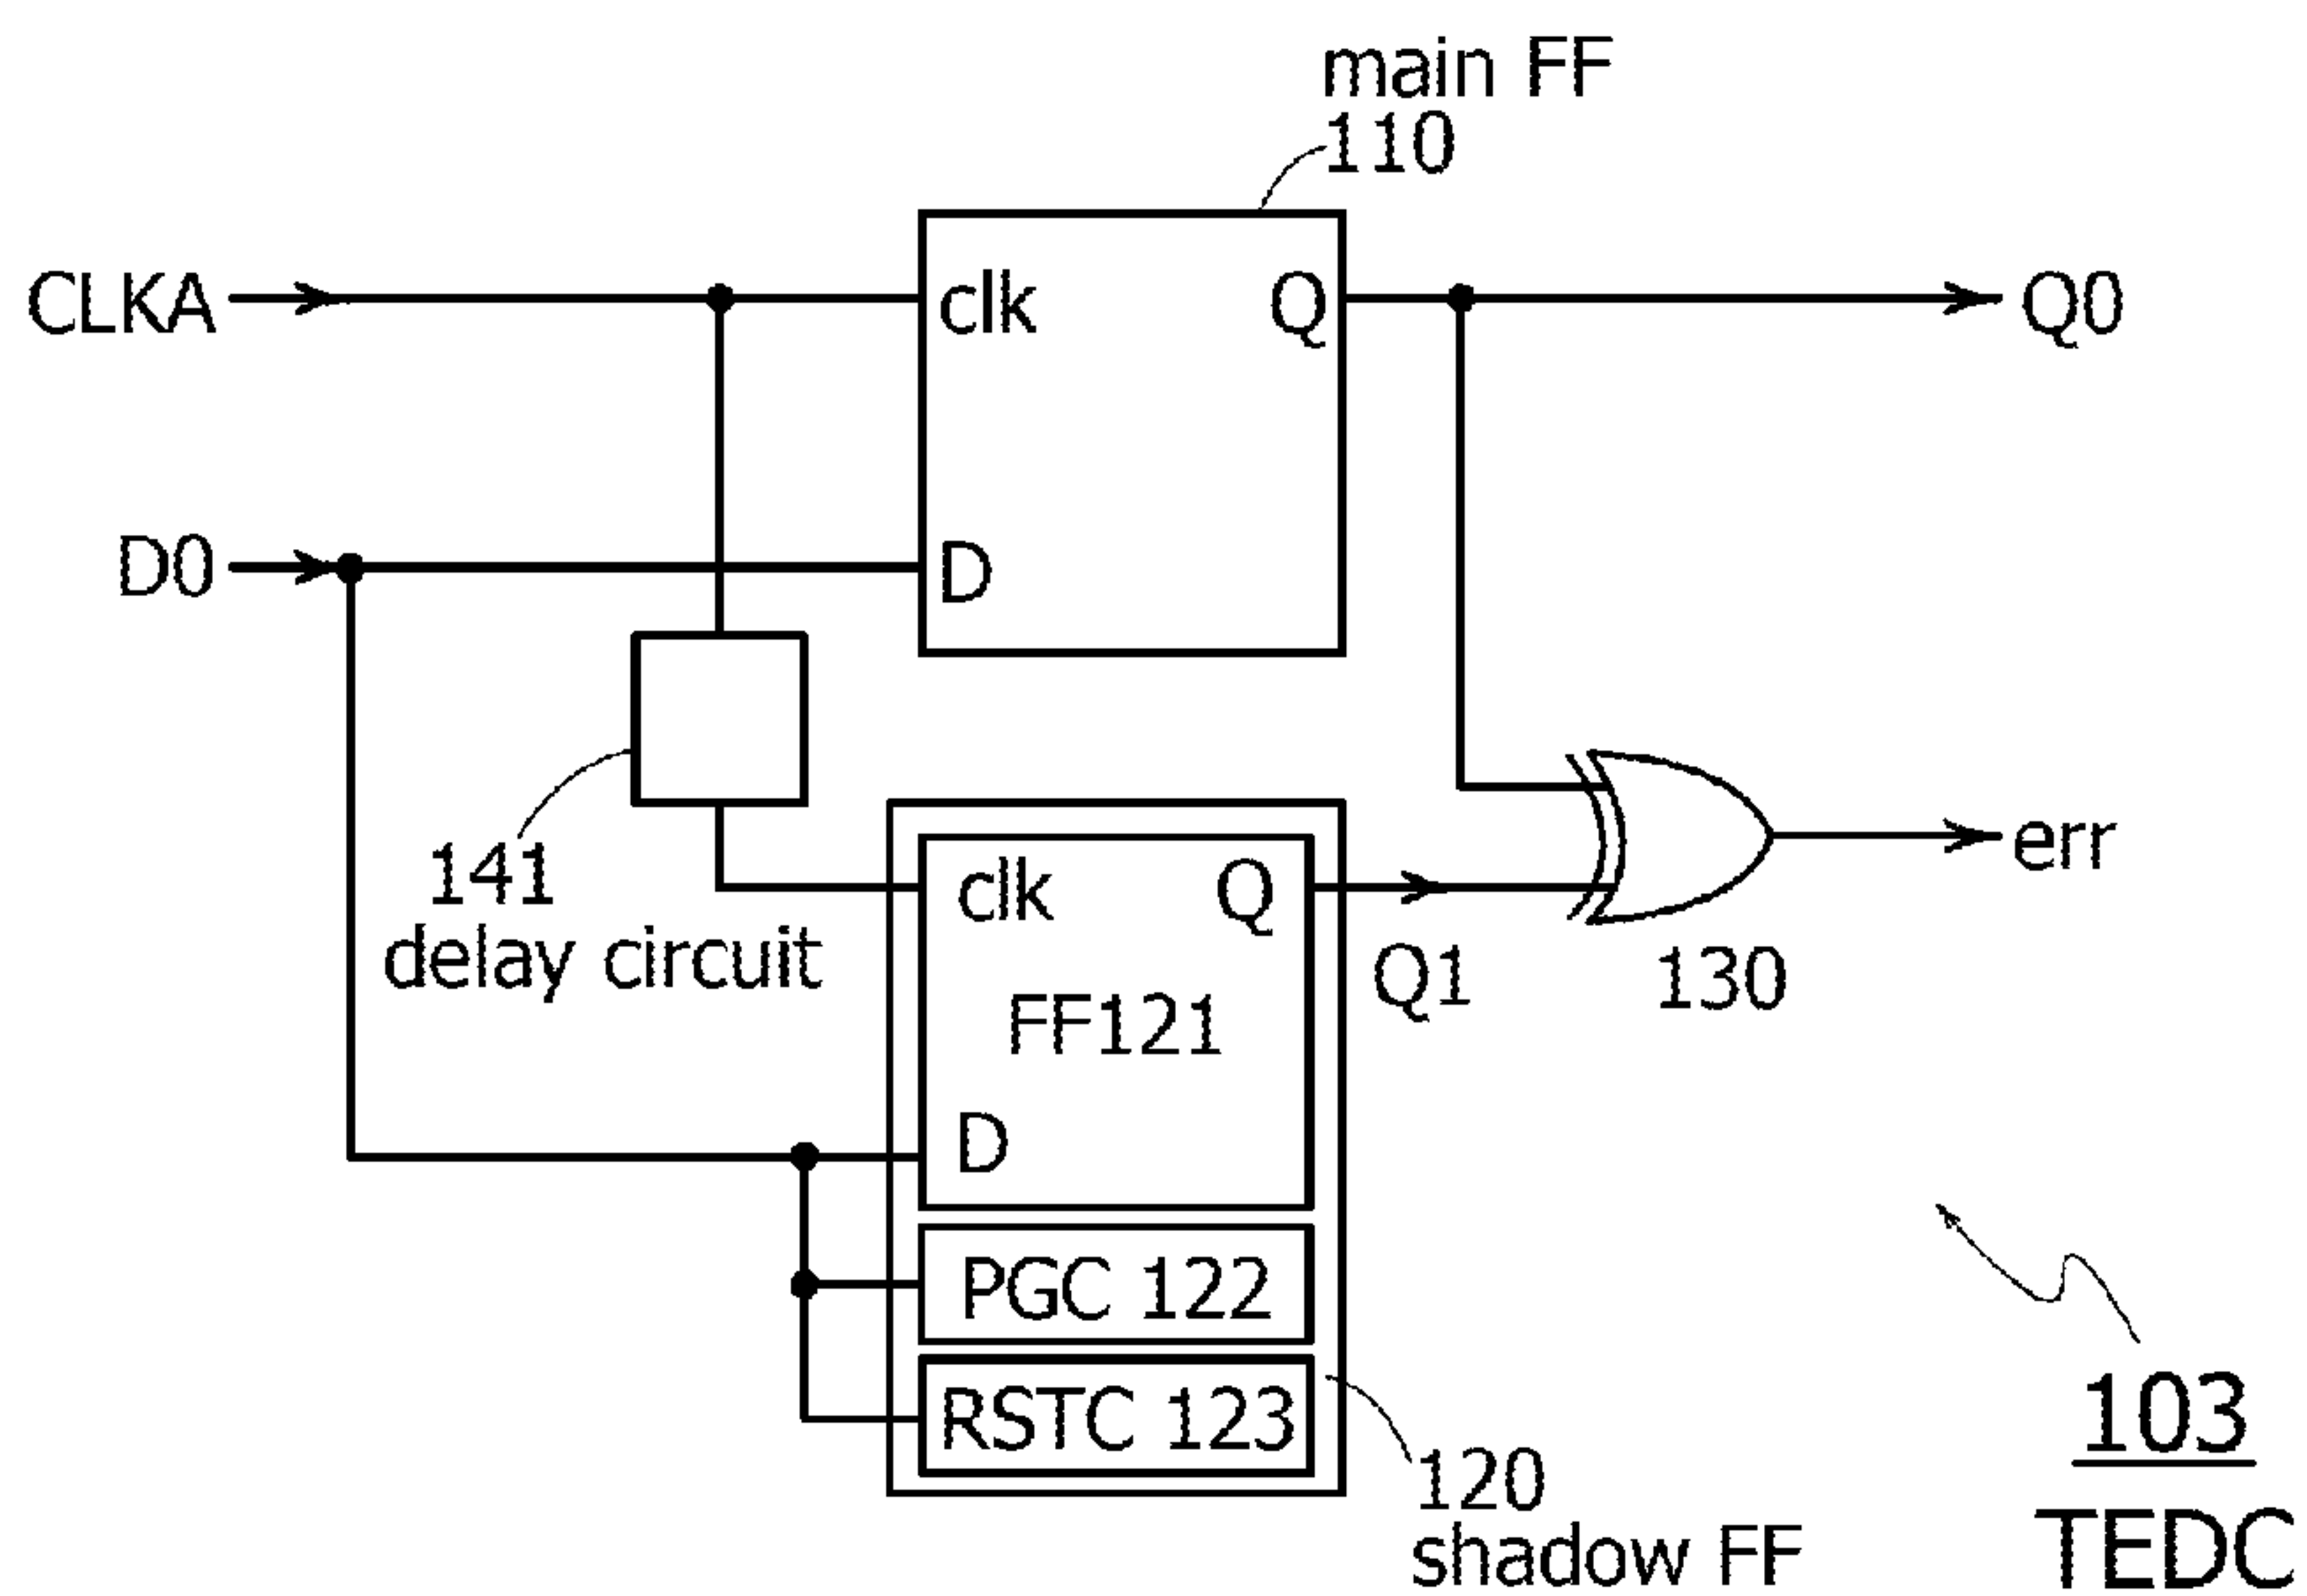 main FF
110
CLKA
clk
Q
Q0
D0
D
141
delay circuit
clk
Q
FF121
D
Q1
130
err
PGC 122
RSTC 123
120
shadow FF
103
TEDC